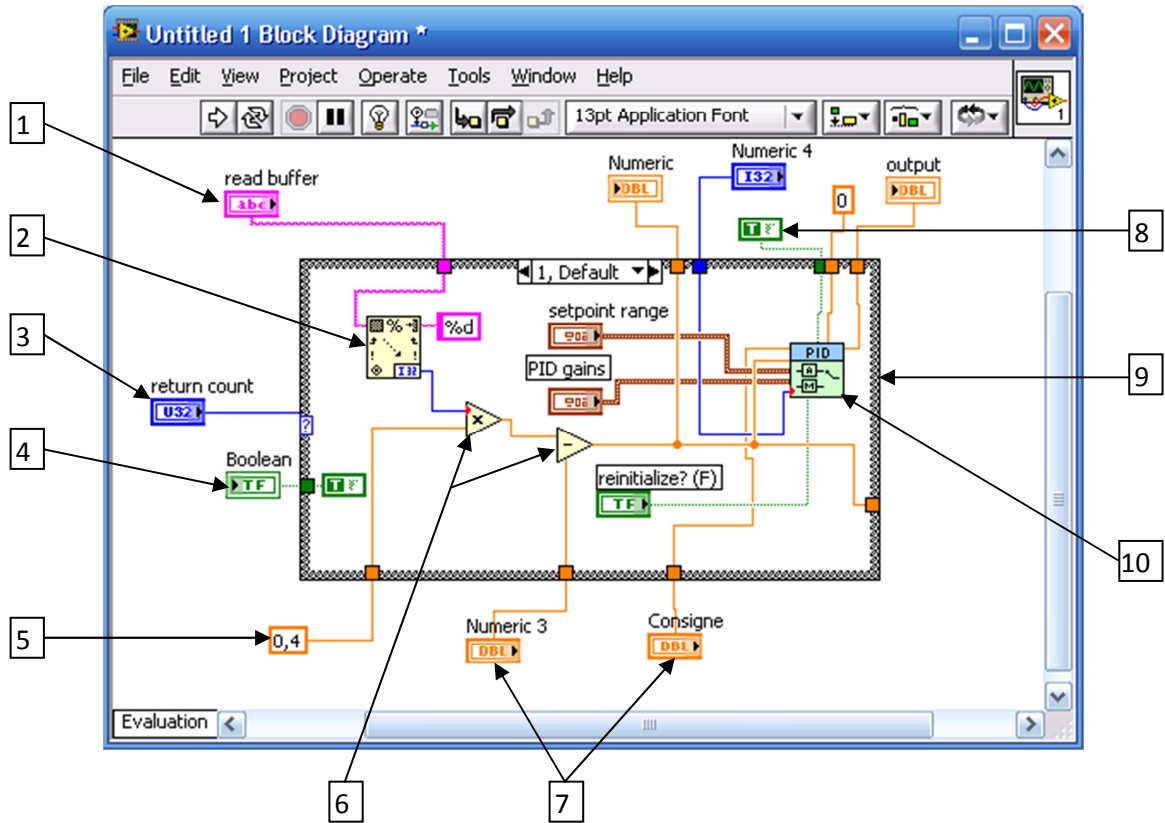 Untitled 1 Block Diagram *
File Edit View Project Operate Tools Window Help
13pt Application Font
1
1
read buffer
abc
Numeric
DBL
Numeric 4
I32
output
DBL
0
2
T F
8
1, Default
%
%d
I32
setpoint range
PID gains
PID
A
M
3
return count
U32
?
9
×
-
4
Boolean
TF
T F
reinitialize? (F)
TF
10
5
0,4
Numeric 3
DBL
Consigne
DBL
Evaluation
6
7